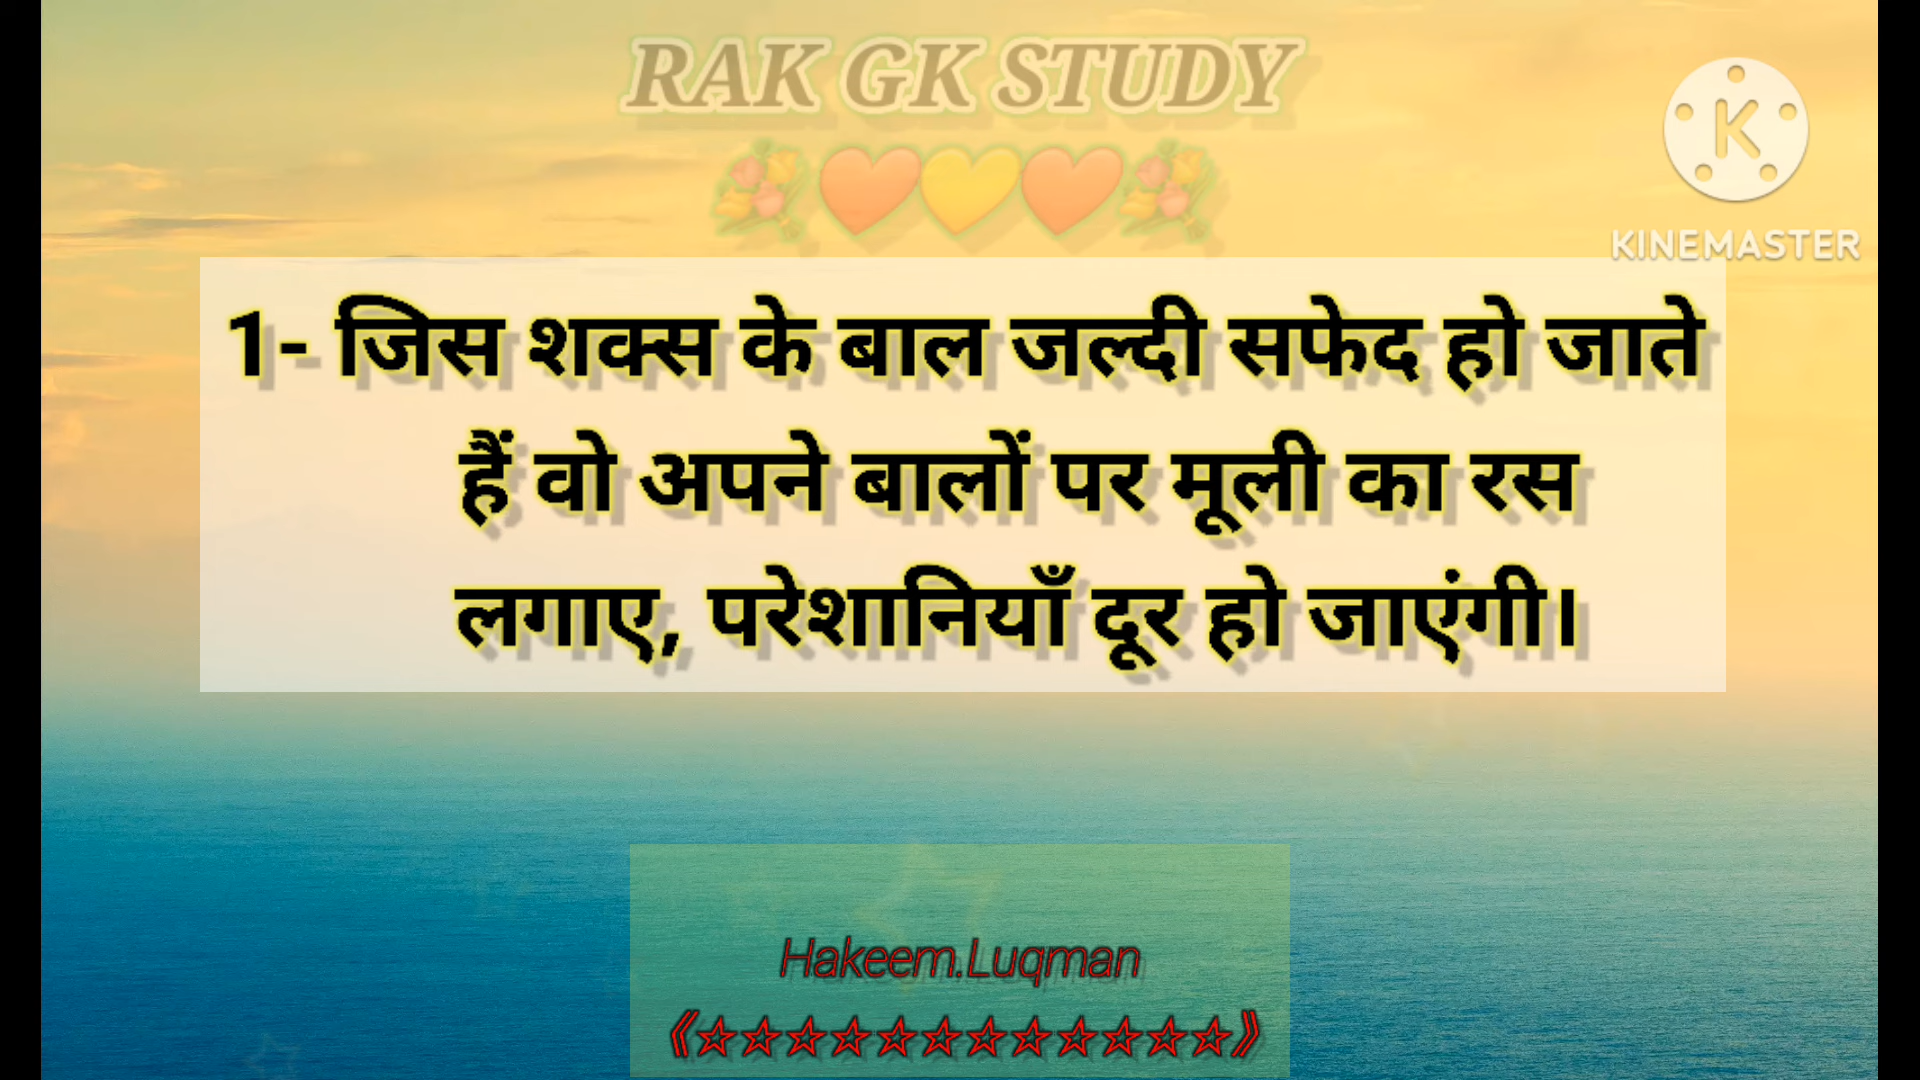 RAK GK STUDY
K
KINEMASTER
1- जिस शक्स के बाल जल्दी सफेद हो जाते
हैं वो अपने बालों पर मूली का रस
लगाए, परेशानियाँ दूर हो जाएंगी।
Hakeem.Luqman
《☆☆☆☆☆☆☆☆☆☆☆☆》